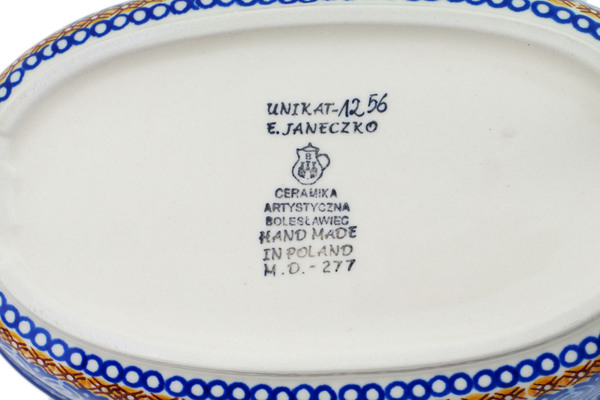 UNIKAT-1256
E. JANECZKO
B
CERAMIKA
ARTYSTYCZNA
BOLESŁAWIEC
HAND MADE
IN POLAND
M.D.-277